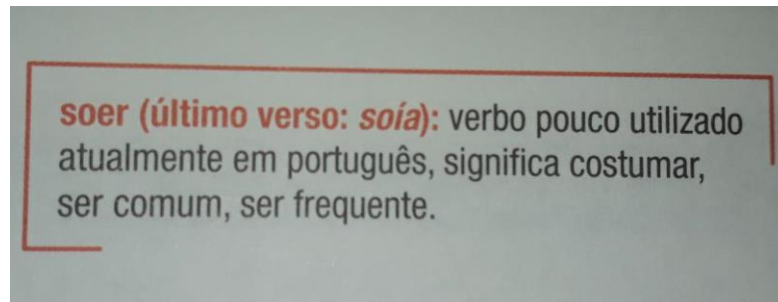 soer (último verso: soía): verbo pouco utilizado
atualmente em português, significa costumar,
ser comum, ser frequente.